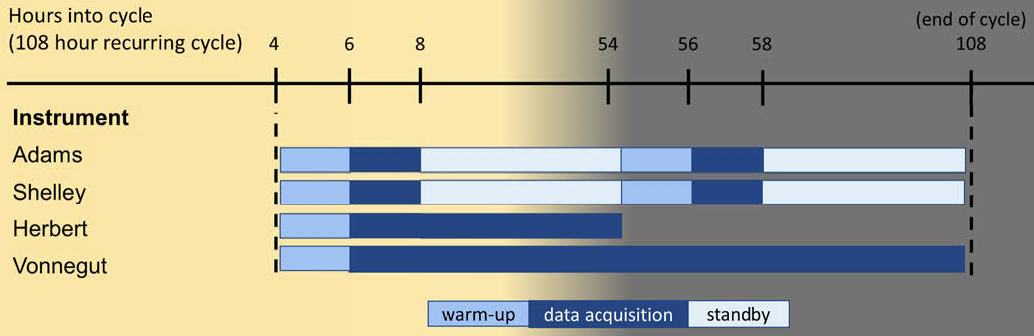 Hours into cycle
(108 hour recurring cycle)
(end of cycle)
4 6 8 54 56 58 108
Instrument
Adams
Shelley
Herbert
Vonnegut
warm-up data acquisition standby